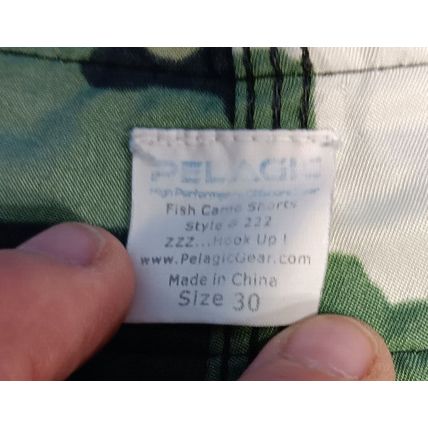 PELAGIC
High Performance Offshore Gear
Fish Camo Shorts
Style # 222
ZZZ...Hook Up !
www.PelagicGear.com
Made in China
Size 30